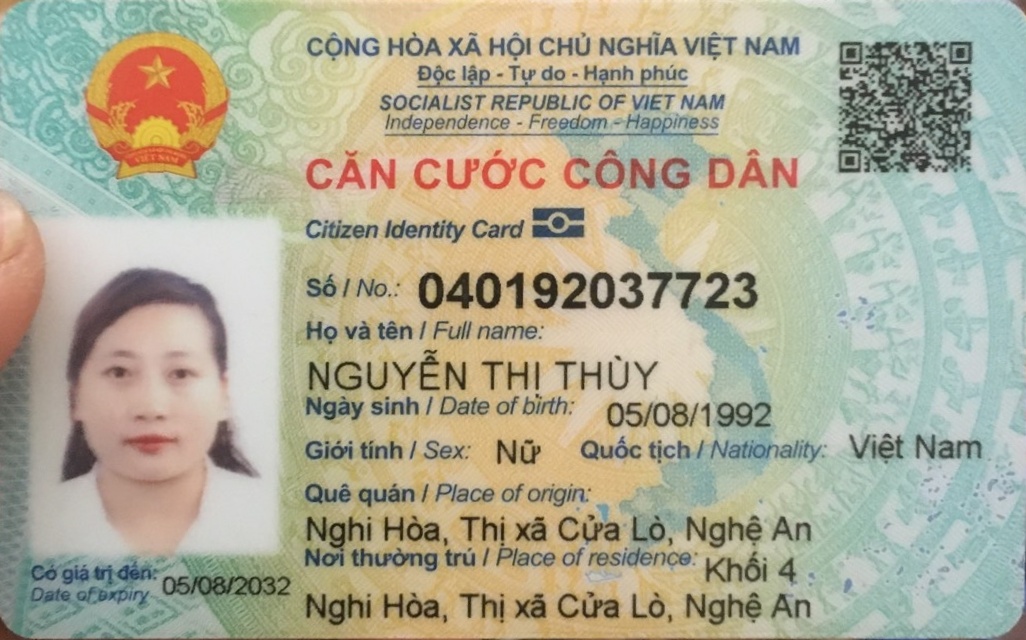 CỘNG HÒA XÃ HỘI CHỦ NGHĨA VIỆT NAM
Độc lập - Tự do - Hạnh phúc
SOCIALIST REPUBLIC OF VIET NAM
Independence - Freedom - Happiness
CĂN CƯỚC CÔNG DÂN
Citizen Identity Card
Số / No.: 040192037723
Họ và tên / Full name:
NGUYỄN THỊ THÙY
Ngày sinh / Date of birth: 05/08/1992
Giới tính / Sex: Nữ Quốc tịch / Nationality: Việt Nam
Quê quán / Place of origin:
Nghi Hòa, Thị xã Cửa Lò, Nghệ An
Nơi thường trú / Place of residence: Khối 4
Nghi Hòa, Thị xã Cửa Lò, Nghệ An
Có giá trị đến: 05/08/2032
Date of expiry
VIỆT NAM